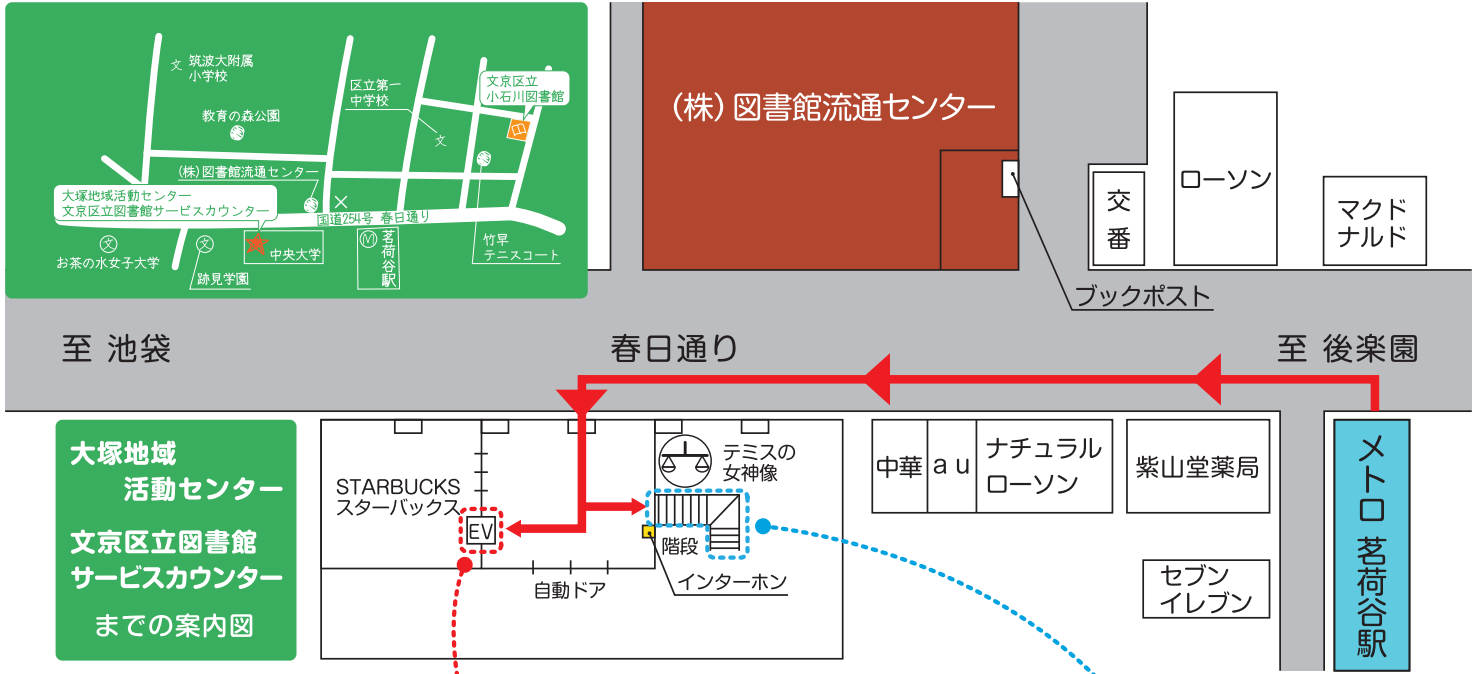 筑波大附属
小学校
教育の森公園
区立第一
中学校
文京区立
小石川図書館
(株)図書館流通センター
大塚地域活動センター
文京区立図書館サービスカウンター
国道254号 春日通り
お茶の水女子大学
跡見学園
中央大学
茗荷谷駅
竹早
テニスコート
文
文
文
文
M
(株)図書館流通センター
交番
ローソン
マクド
ナルド
ブックポスト
至 池袋
春日通り
至 後楽園
大塚地域
活動センター
文京区立図書館
サービスカウンター
までの案内図
STARBUCKS
スターバックス
EV
自動ドア
テミスの
女神像
階段
インターホン
中華
au
ナチュラル
ローソン
紫山堂薬局
セブン
イレブン
メトロ 茗荷谷駅